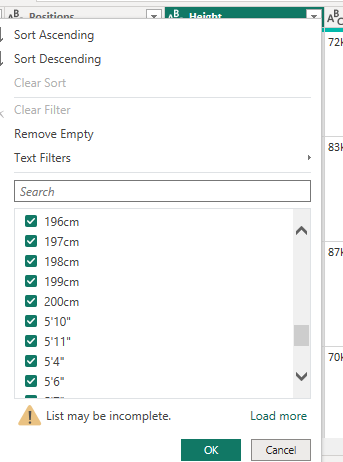 Positions
Height
Sort Ascending
Sort Descending
Clear Sort
Clear Filter
Remove Empty
Text Filters
Search
196cm
197cm
198cm
199cm
200cm
5'10"
5'11"
5'4"
5'6"
List may be incomplete.
Load more
OK
Cancel
72k
83k
87k
70k